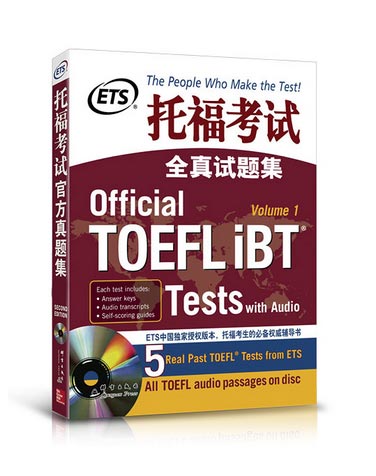 ETS
The People Who Make the Test!
托福考试
全真试题集
Official
Volume 1
TOEFL iBT®
Tests with Audio
Each test includes:
• Answer keys
• Audio transcripts
• Self-scoring guides
ETS中国独家授权版本，托福考生的必备权威辅导书
5 Real Past TOEFL® Tests from ETS
All TOEFL audio passages on disc
ETS
托福考试官方真题集
SECOND
EDITION